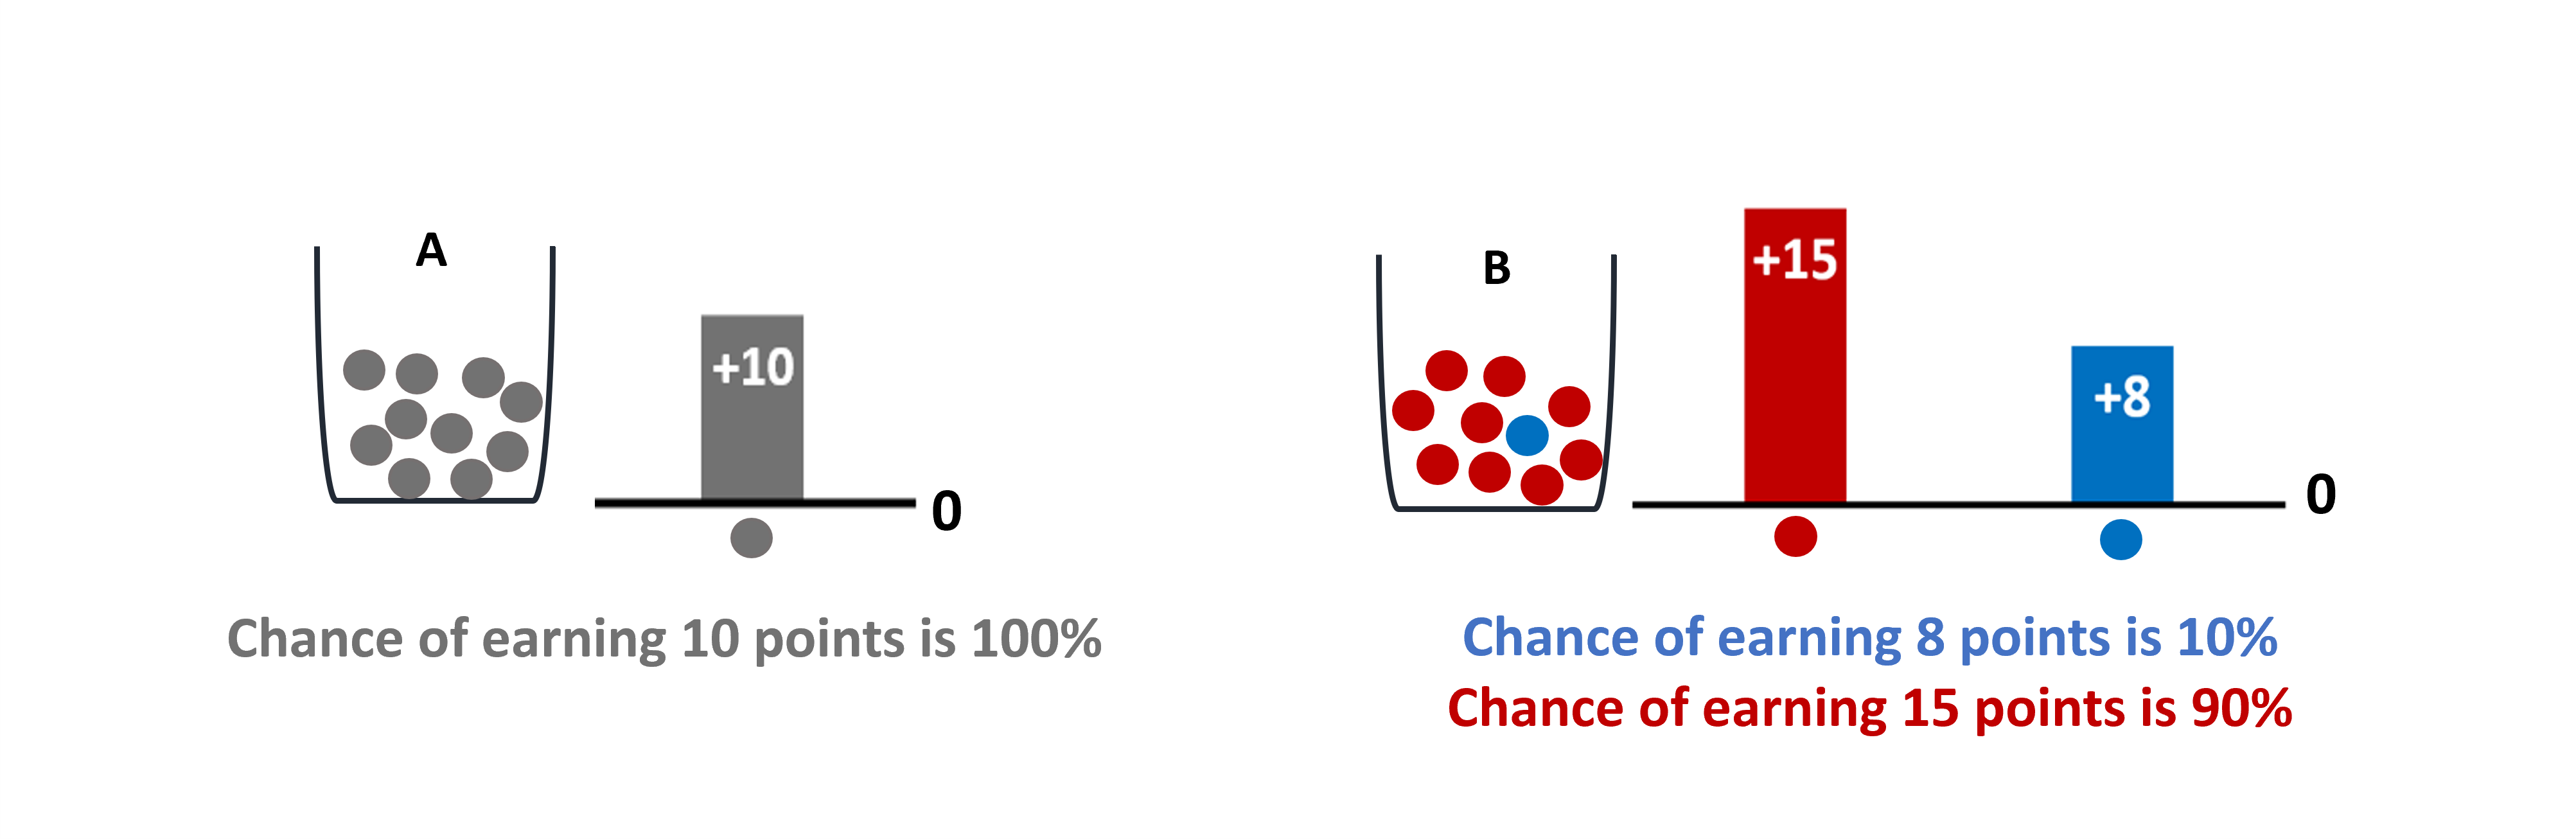 A
+10
0
Chance of earning 10 points is 100%
B
+15
+8
0
Chance of earning 8 points is 10%
Chance of earning 15 points is 90%